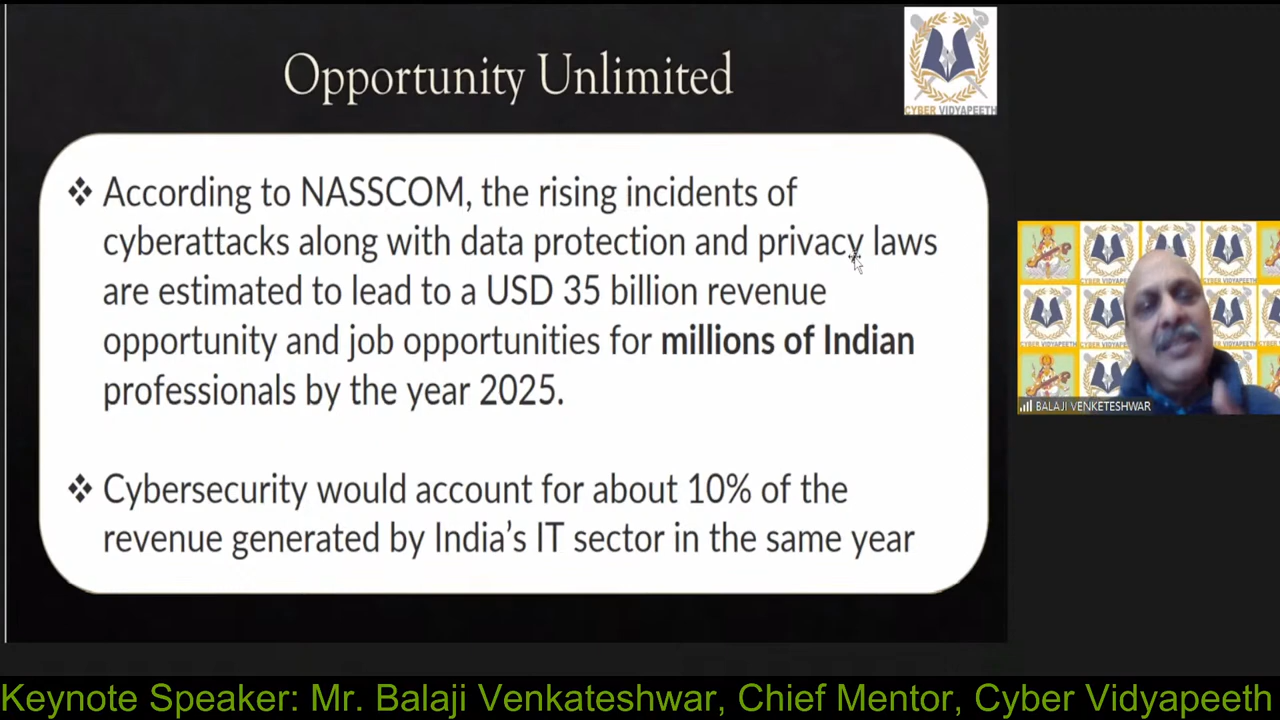 Opportunity Unlimited
CYBER VIDYAPEETH
❖ According to NASSCOM, the rising incidents of
cyberattacks along with data protection and privacy laws
are estimated to lead to a USD 35 billion revenue
opportunity and job opportunities for millions of Indian
professionals by the year 2025.
❖ Cybersecurity would account for about 10% of the
revenue generated by India's IT sector in the same year
BALAJI VENKETESHWAR
Keynote Speaker: Mr. Balaji Venkateshwar, Chief Mentor, Cyber Vidyapeeth